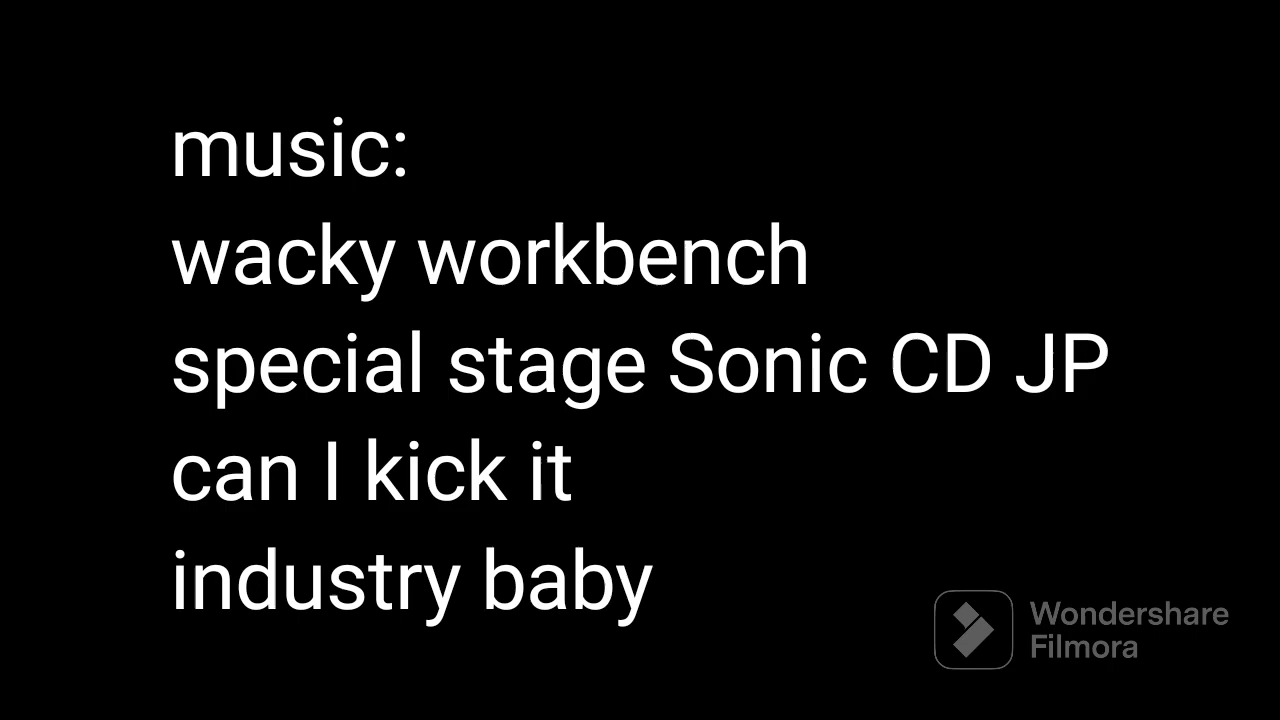 music:
wacky workbench
special stage Sonic CD JP
can I kick it
industry baby
Wondershare
Filmora